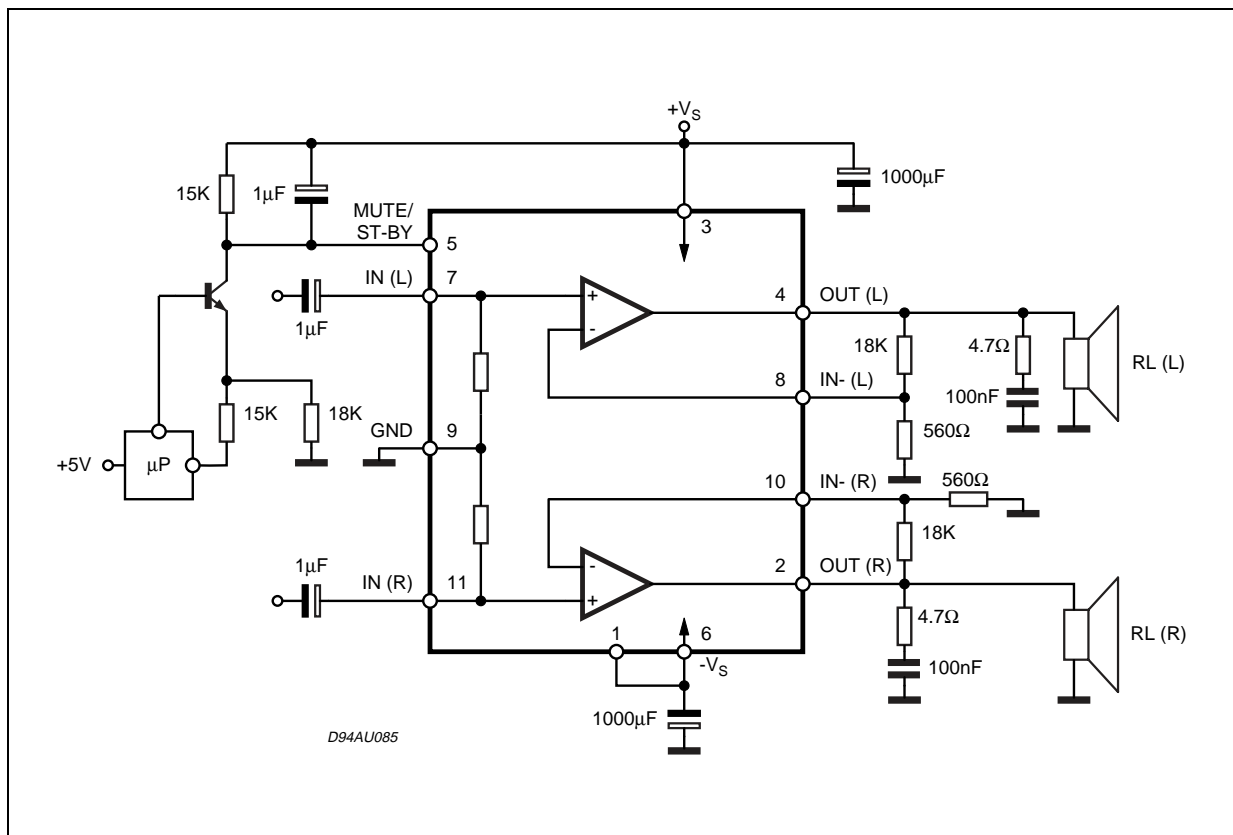 +VS
15K
1μF
1000μF
MUTE/
ST-BY
5
3
IN (L)
7
1μF
+
-
4
OUT (L)
18K
4.7Ω
RL (L)
8
IN- (L)
100nF
15K
18K
GND
9
560Ω
+5V
μP
10
IN- (R)
560Ω
18K
1μF
IN (R)
11
-
+
2
OUT (R)
4.7Ω
RL (R)
1
6
-VS
100nF
1000μF
D94AU085